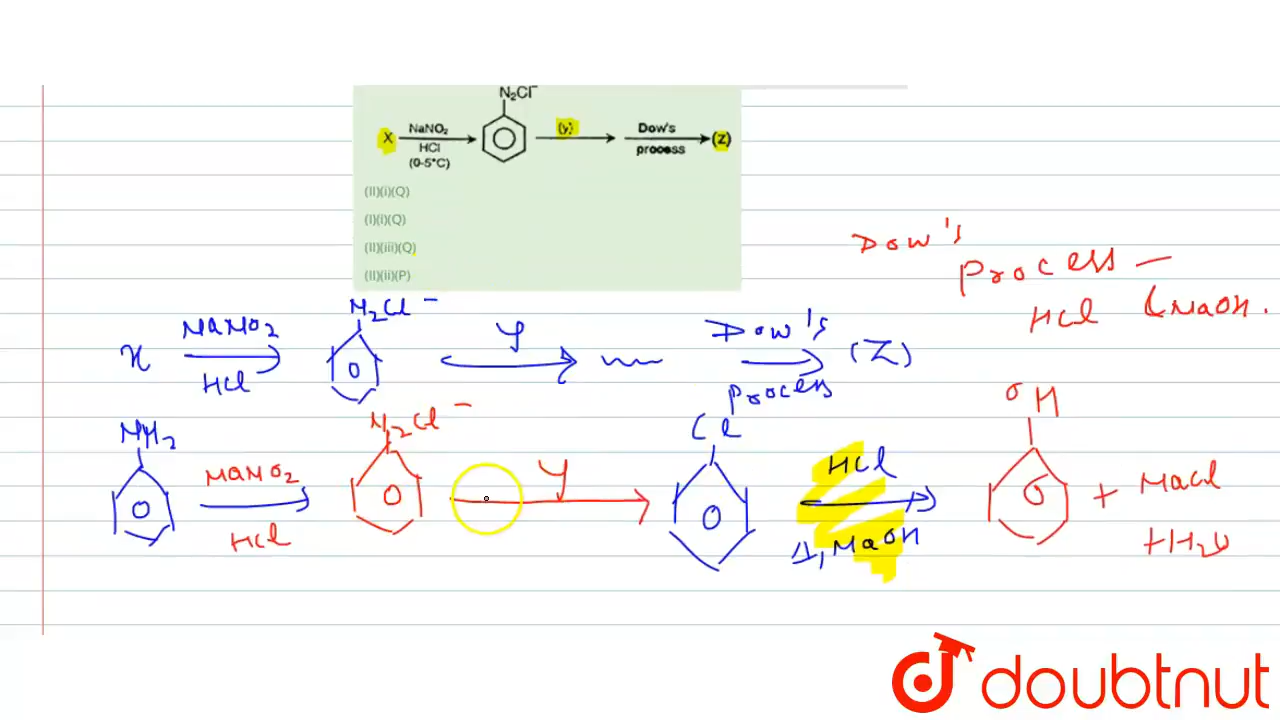 N₂Cl⁻
X NaNO₂ HCl (0-5°C) (y) Dow's process (Z)
(II)(i)(Q)
(I)(i)(Q)
(II)(iii)(Q)
(II)(ii)(P)
Dow's
Process —
HCl (NaOH.
N₂Cl⁻
x NaNO₂ HCl Y Dow's Process (Z)
NH₂ N₂Cl⁻ Cl OH
NaNO₂ HCl Y HCl Δ, NaOH + NaCl
+H₂O
doubtnut